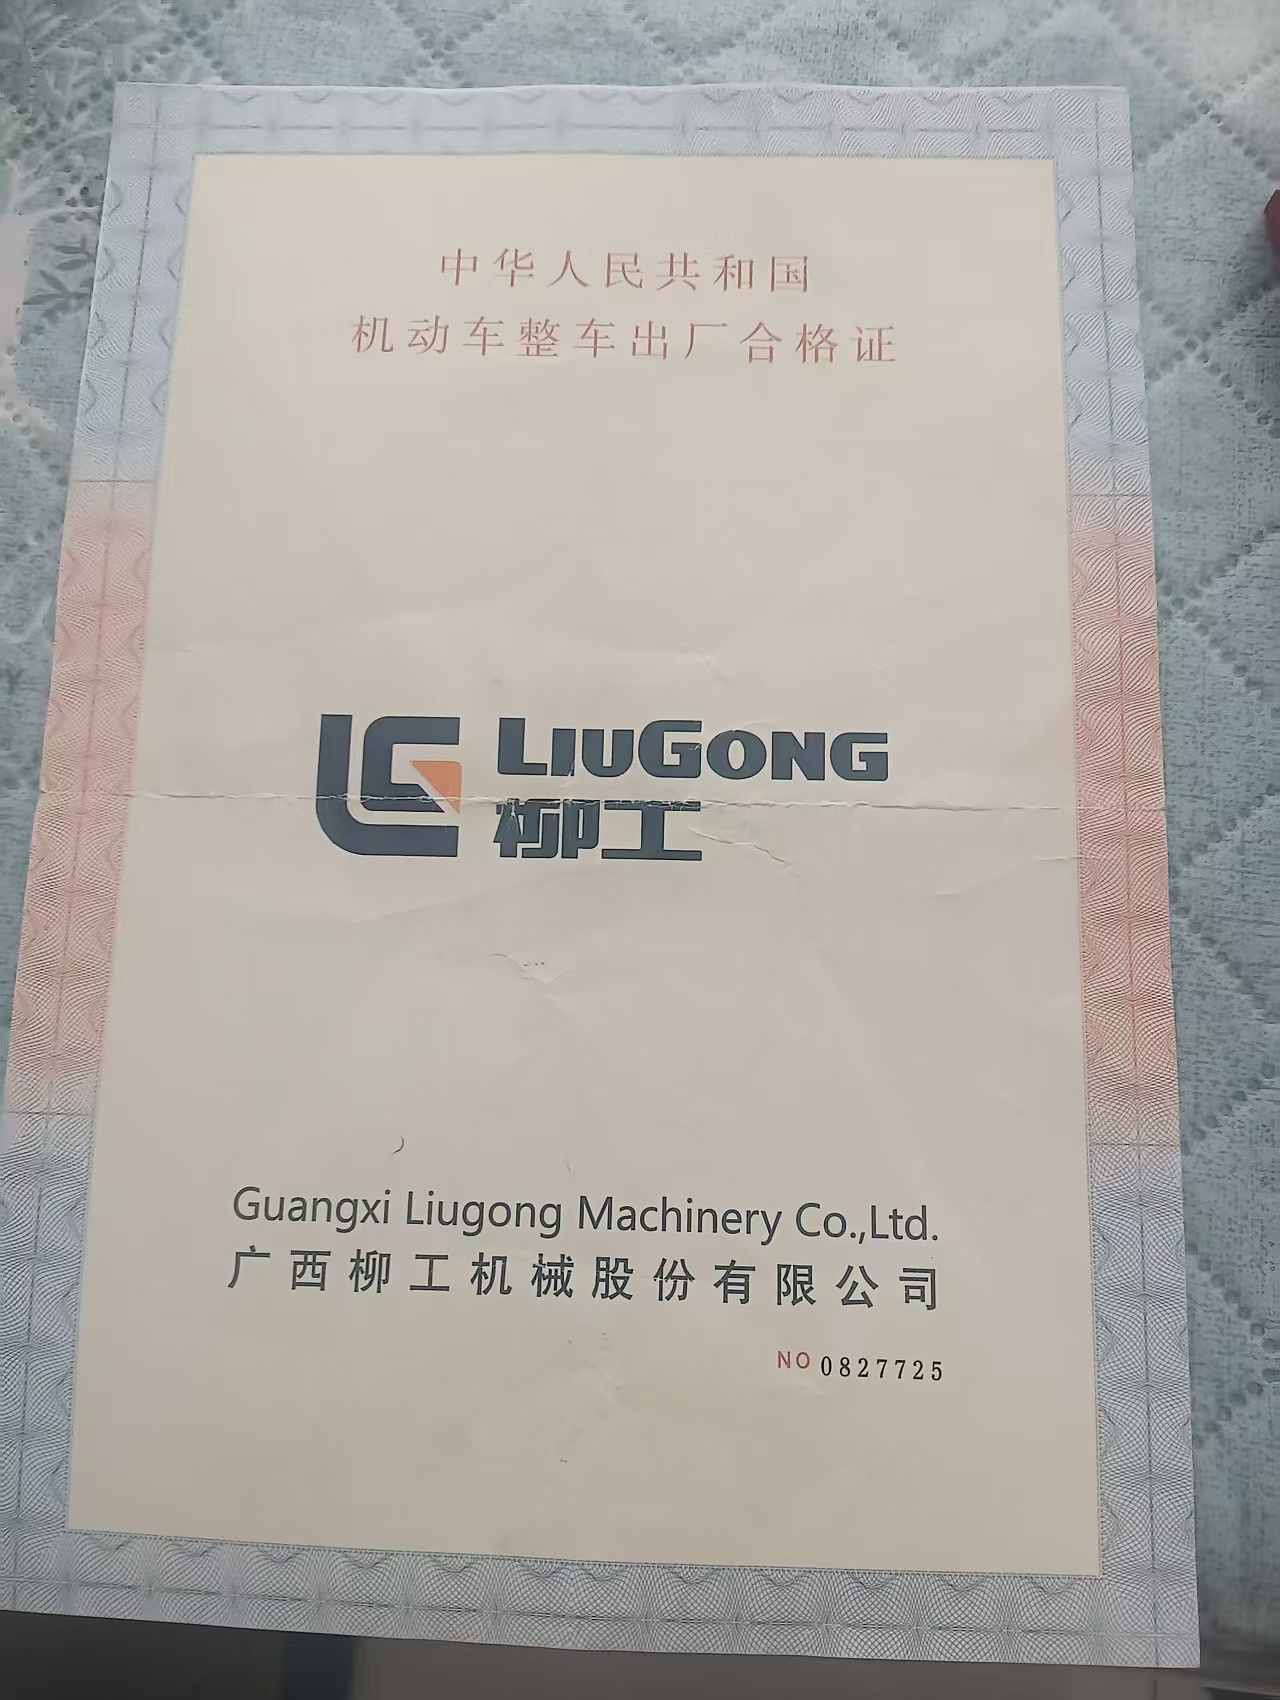 中华人民共和国
机动车整车出厂合格证
LIUGONG
柳工
Guangxi Liugong Machinery Co.,Ltd.
广西柳工机械股份有限公司
NO 0827725